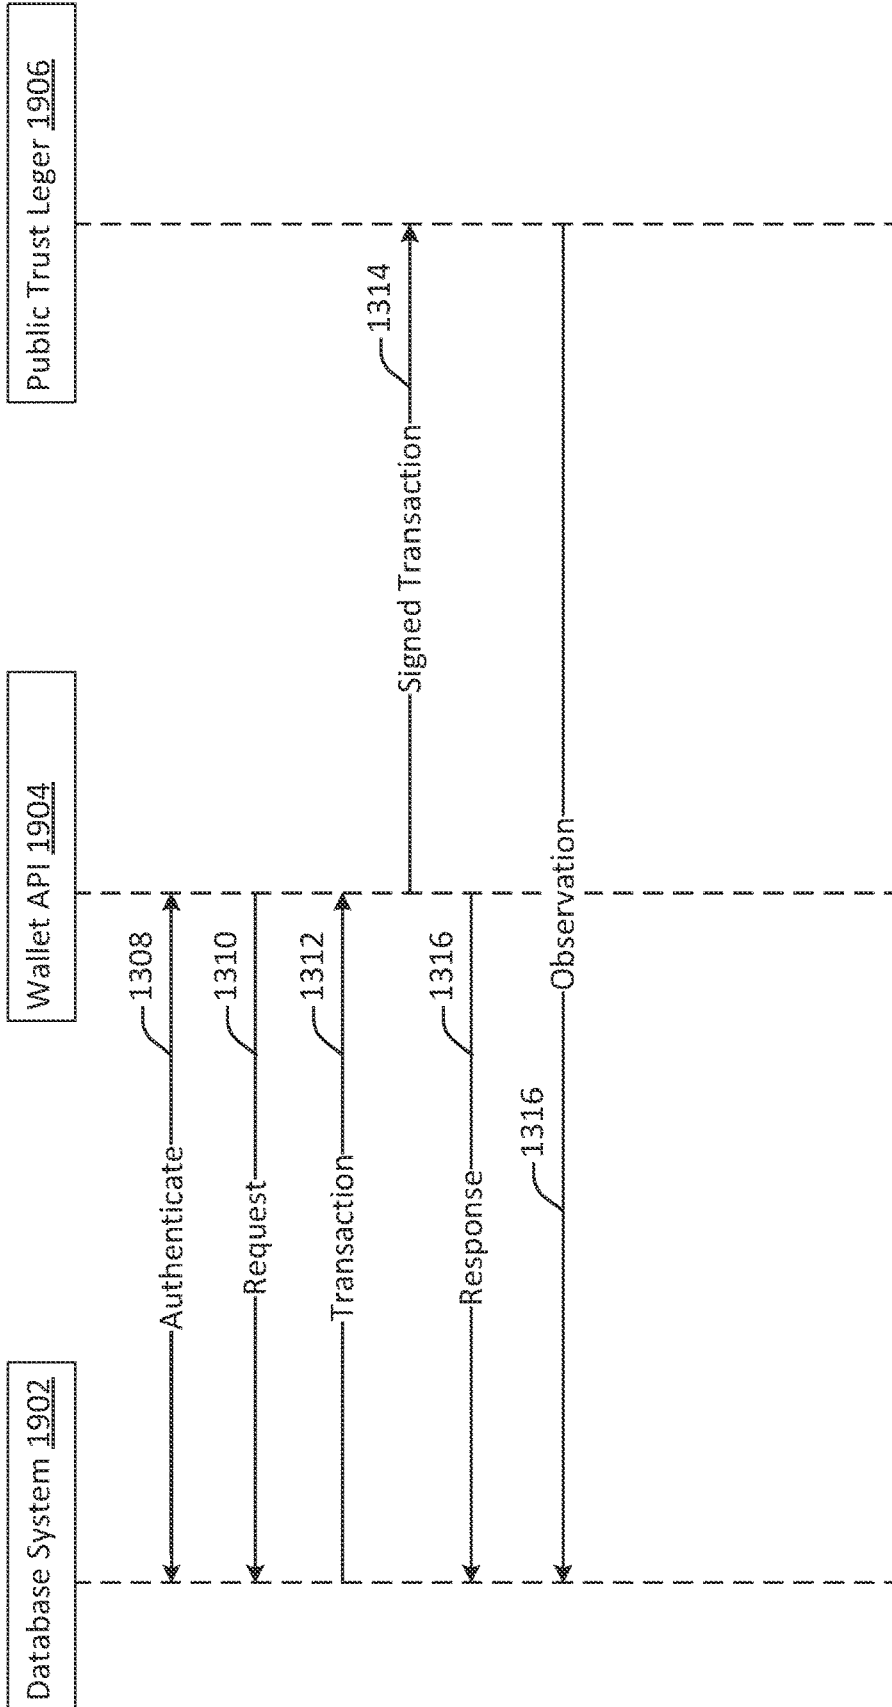 Database System 1902
Wallet API 1904
Public Trust Leger 1906
Authenticate
1308
Request
1310
Transaction
1312
Signed Transaction
1314
Response
1316
Observation
1316